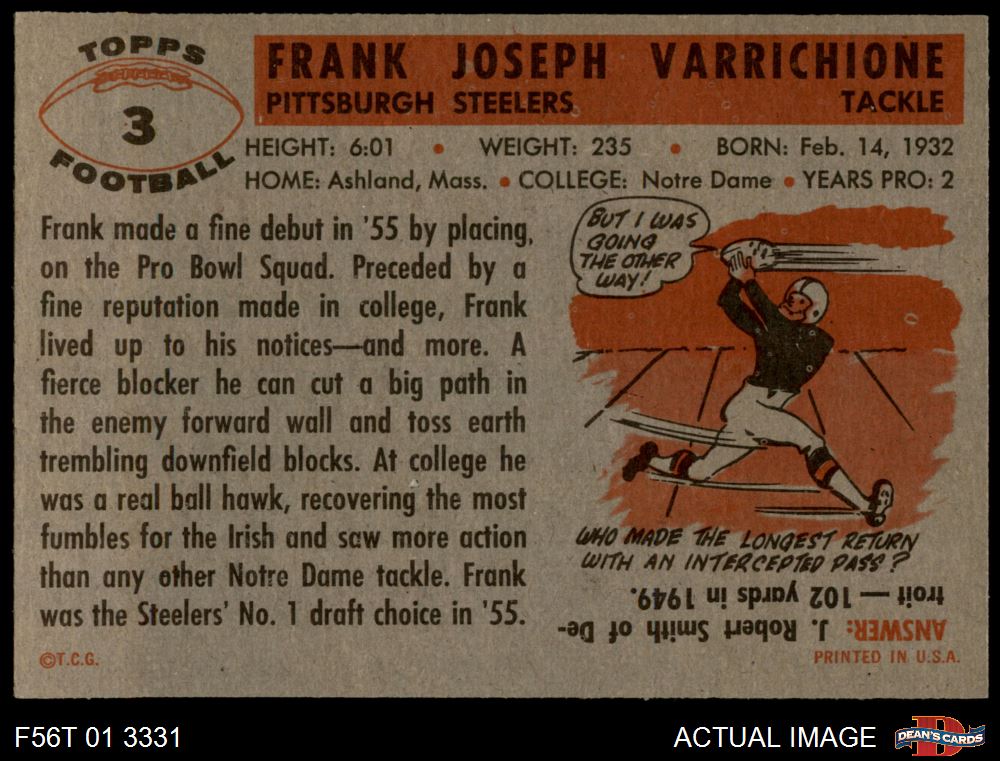 TOPPS
3
FOOTBALL
FRANK JOSEPH VARRICHIONE
PITTSBURGH STEELERS TACKLE
HEIGHT: 6:01 • WEIGHT: 235 • BORN: Feb. 14, 1932
HOME: Ashland, Mass. • COLLEGE: Notre Dame • YEARS PRO: 2
Frank made a fine debut in '55 by placing,
on the Pro Bowl Squad. Preceded by a
fine reputation made in college, Frank
lived up to his notices—and more. A
fierce blocker he can cut a big path in
the enemy forward wall and toss earth
trembling downfield blocks. At college he
was a real ball hawk, recovering the most
fumbles for the Irish and saw more action
than any other Notre Dame tackle. Frank
was the Steelers' No. 1 draft choice in '55.
©T.C.G.
BUT I WAS
GOING
THE OTHER
WAY!
WHO MADE THE LONGEST RETURN
WITH AN INTERCEPTED PASS?
ANSWER: J. Robert Smith of De-
troit — 102 yards in 1949.
PRINTED IN U.S.A.
F56T 01 3331
ACTUAL IMAGE
D
DEAN'S CARDS